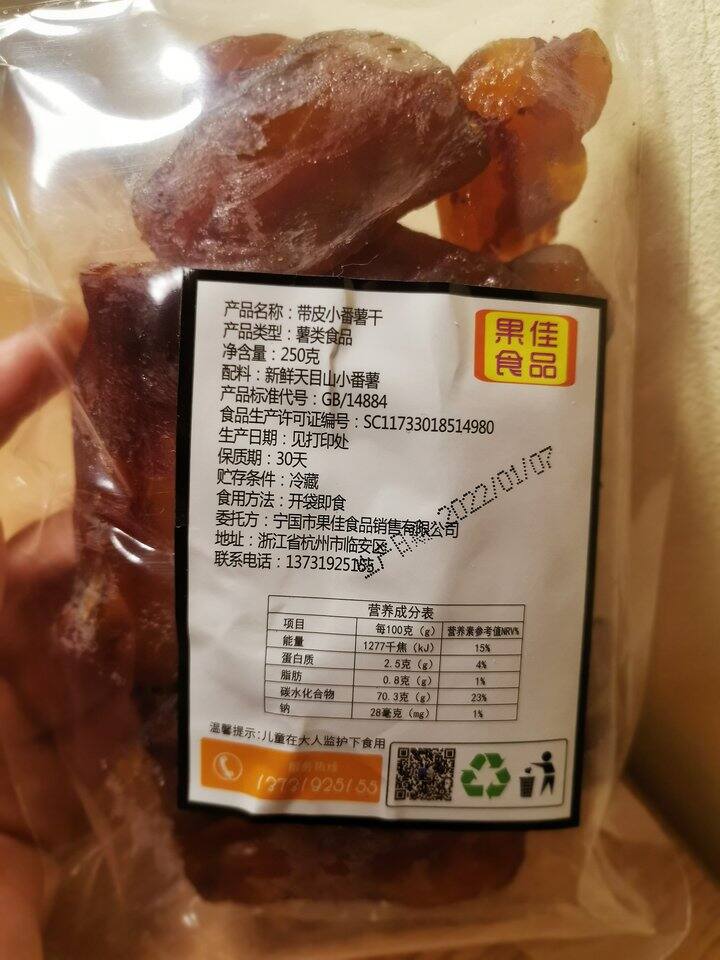 果佳
食品
产品名称：带皮小番薯干
产品类型：薯类食品
净含量：250克
配料：新鲜天目山小番薯
产品标准代号：GB/14884
食品生产许可证编号：SC11733018514980
生产日期：见打印处
保质期：30天
贮存条件：冷藏
食用方法：开袋即食
委托方：宁国市果佳食品销售有限公司
地址：浙江省杭州市临安区
联系电话：13731925165
2022/01/07
营养成分表
项目 每100克（g） 营养素参考值NRV%
能量 1277千焦（kJ） 15%
蛋白质 2.5克（g） 4%
脂肪 0.8克（g） 1%
碳水化合物 70.3克（g） 23%
钠 28毫克（mg） 1%
温馨提示：儿童在大人监护下食用
服务热线
13731925155